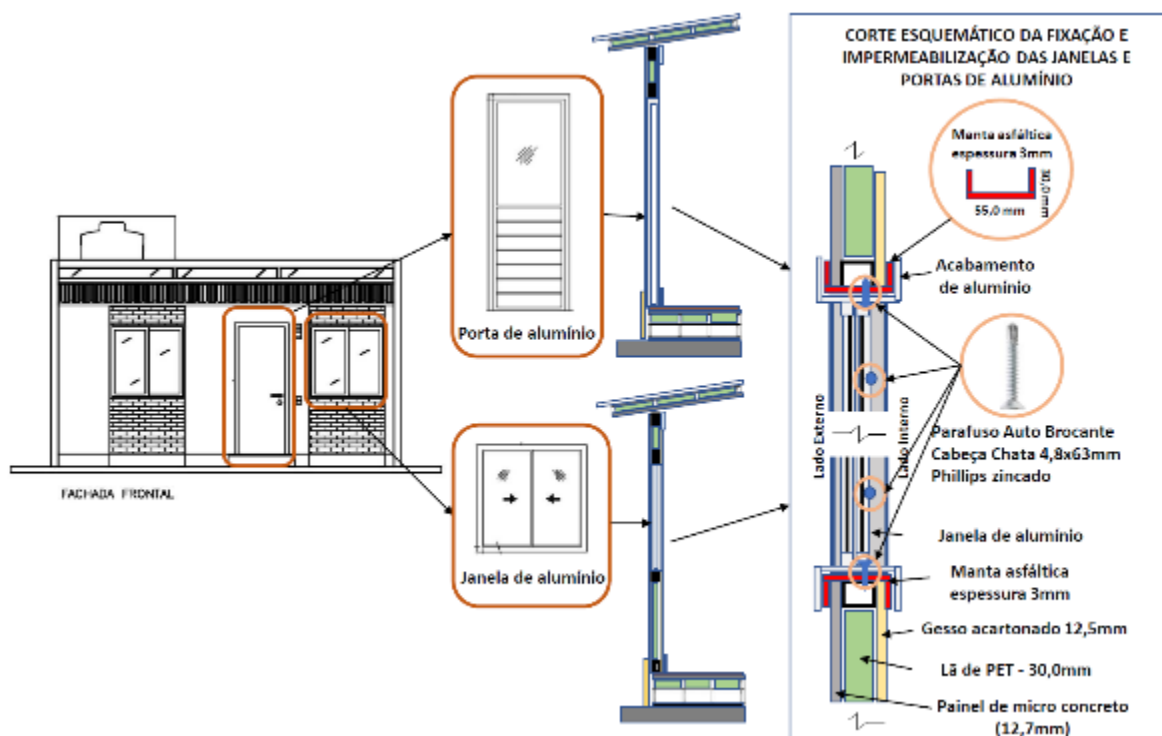 CORTE ESQUEMÁTICO DA FIXAÇÃO E
IMPERMEABILIZAÇÃO DAS JANELAS E
PORTAS DE ALUMÍNIO
Manta asfáltica
espessura 3mm
30,0 mm
55,0 mm
Acabamento
de alumínio
Porta de alumínio
Lado Externo
Lado Interno
Parafuso Auto Brocante
Cabeça Chata 4,8x63mm
Phillips zincado
FACHADA FRONTAL
Janela de alumínio
Janela de alumínio
Manta asfáltica
espessura 3mm
Gesso acartonado 12,5mm
Lã de PET - 30,0mm
Painel de micro concreto
(12,7mm)